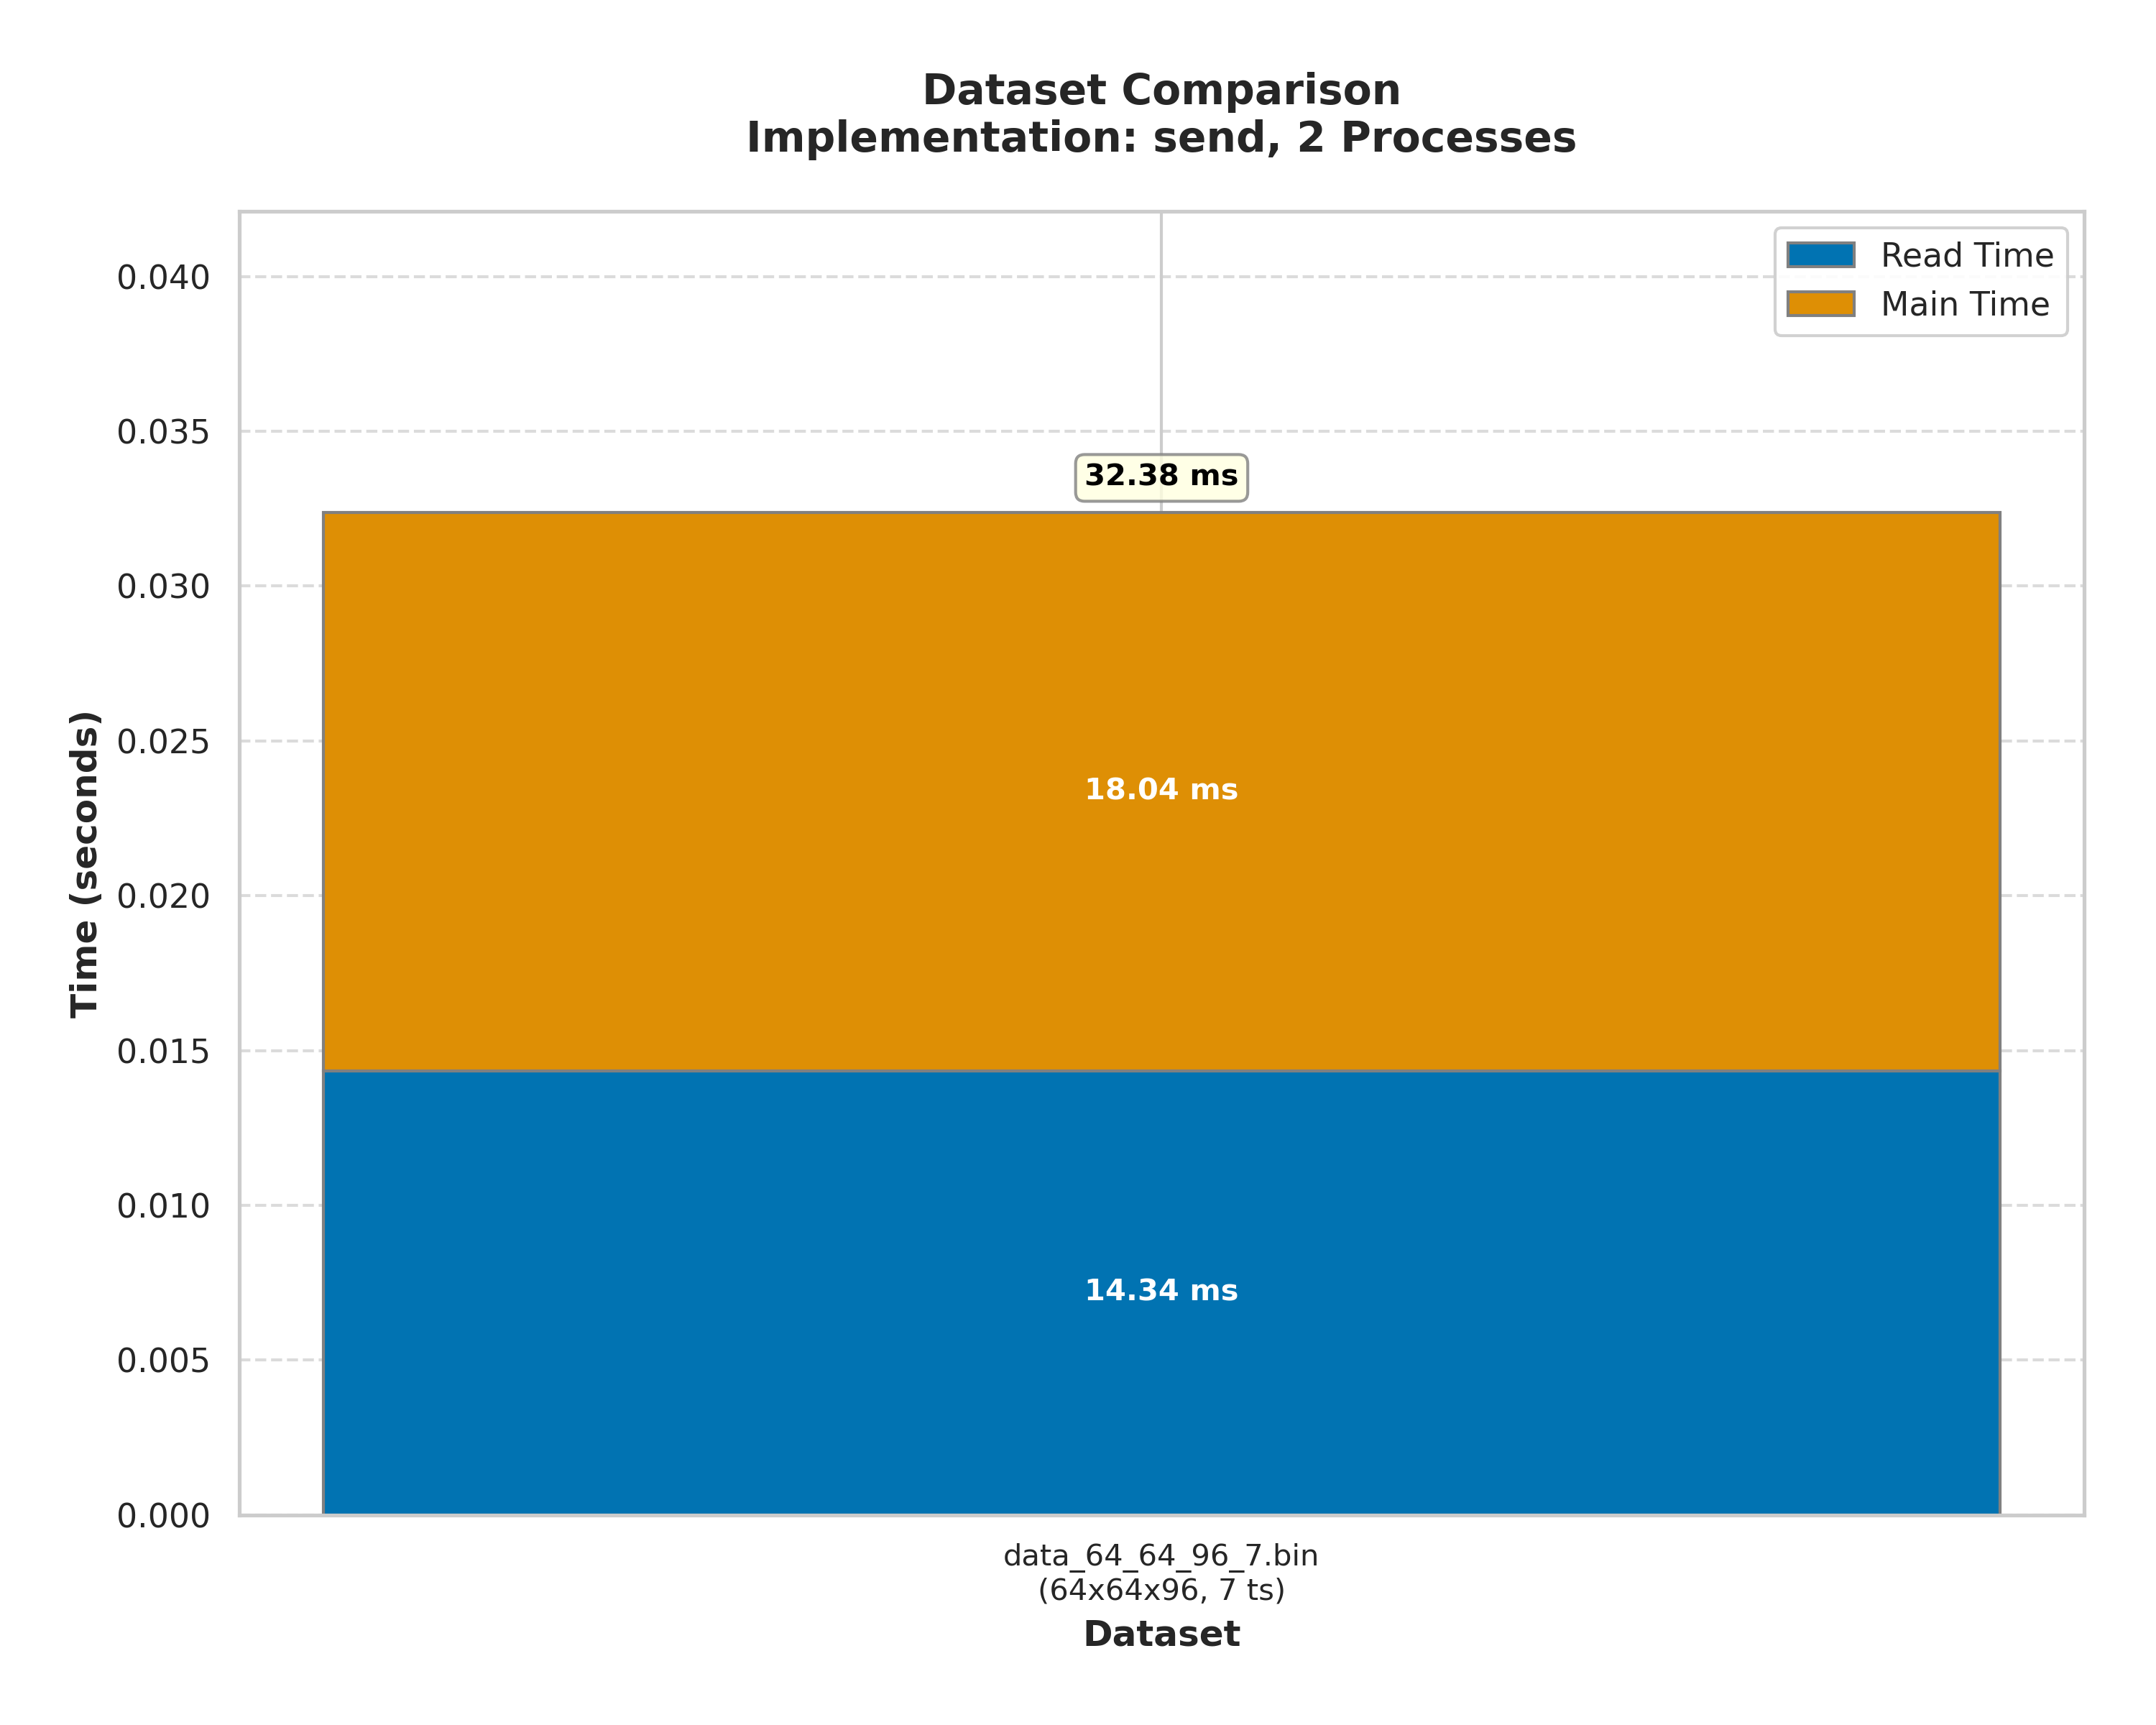 Dataset Comparison
Implementation: send, 2 Processes
Read Time
Main Time
0.040
0.035
0.030
0.025
0.020
0.015
0.010
0.005
0.000
Time (seconds)
32.38 ms
18.04 ms
14.34 ms
data_64_64_96_7.bin
(64x64x96, 7 ts)
Dataset